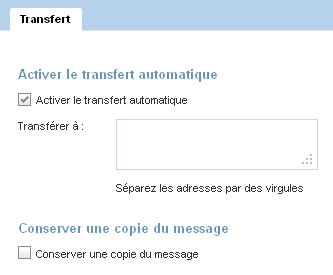 Transfert
Activer le transfert automatique
Activer le transfert automatique
Transférer à :
Séparez les adresses par des virgules
Conserver une copie du message
Conserver une copie du message